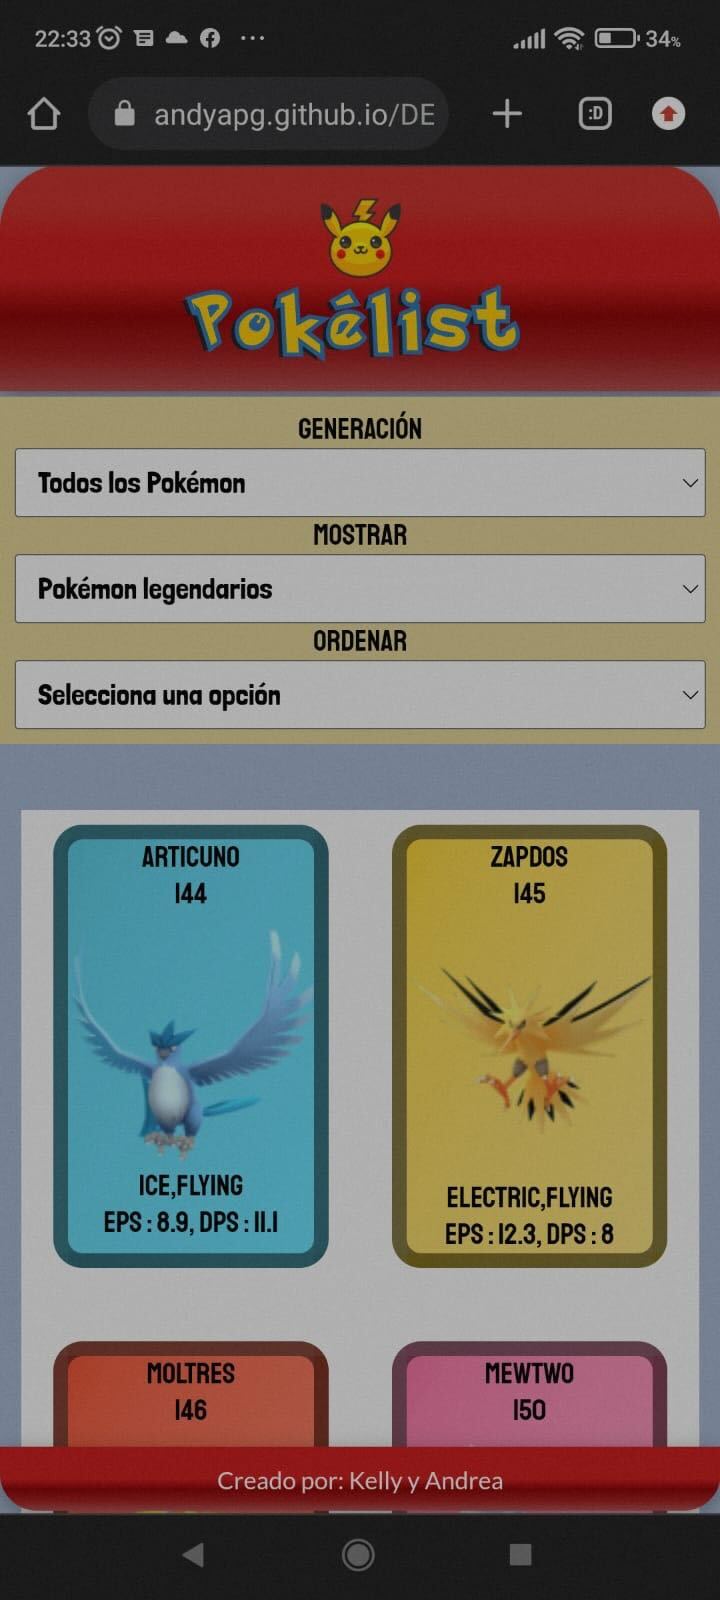 22:33 ... 34%
andyapg.github.io/DE :D
Pokélist
GENERACIÓN
Todos los Pokémon
MOSTRAR
Pokémon legendarios
ORDENAR
Selecciona una opción
ARTICUNO
144
ICE,FLYING
EPS : 8.9, DPS : 11.1
ZAPDOS
145
ELECTRIC,FLYING
EPS : 12.3, DPS : 8
MOLTRES
146
MEWTWO
150
Creado por: Kelly y Andrea